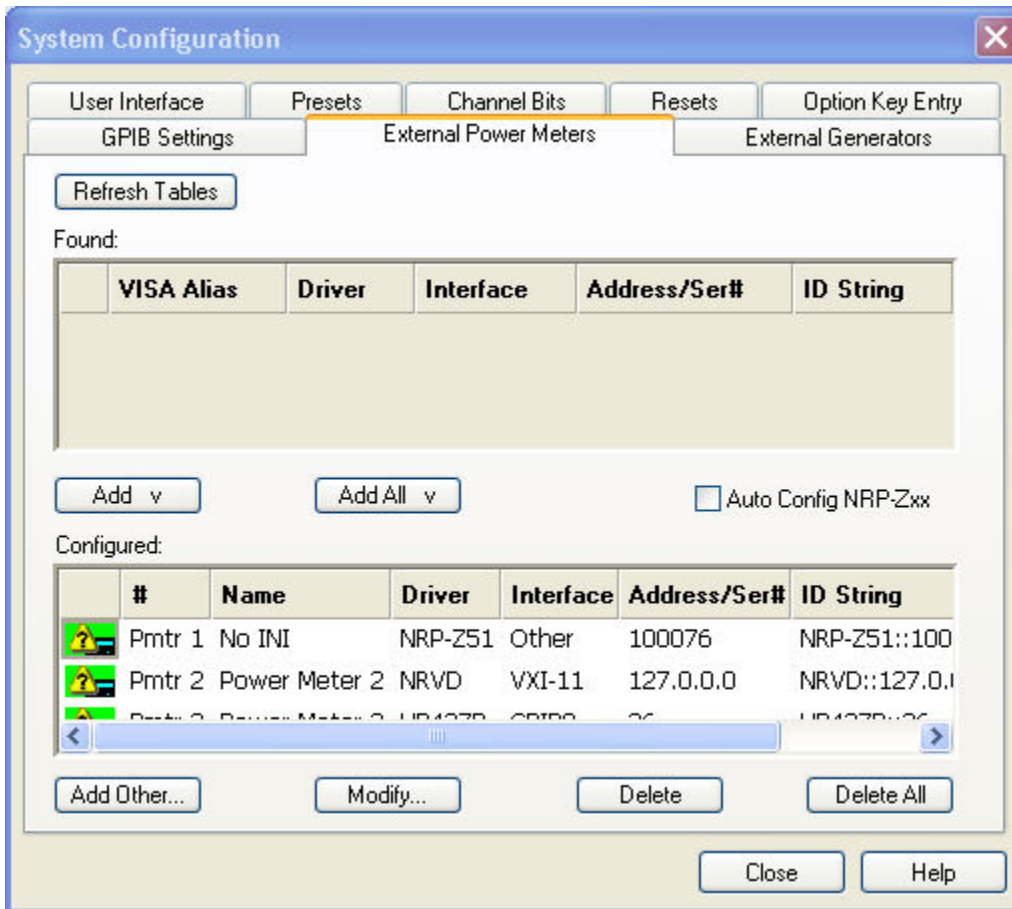 System Configuration
User Interface Presets Channel Bits Resets Option Key Entry
GPIB Settings External Power Meters External Generators
Refresh Tables
Found:
VISA Alias Driver Interface Address/Ser# ID String
Add v Add All v Auto Config NRP-Zxx
Configured:
# Name Driver Interface Address/Ser# ID String
Pmtr 1 No INI NRP-Z51 Other 100076 NRP-Z51::100
Pmtr 2 Power Meter 2 NRVD VXI-11 127.0.0.0 NRVD::127.0.
Add Other... Modify... Delete Delete All
Close Help